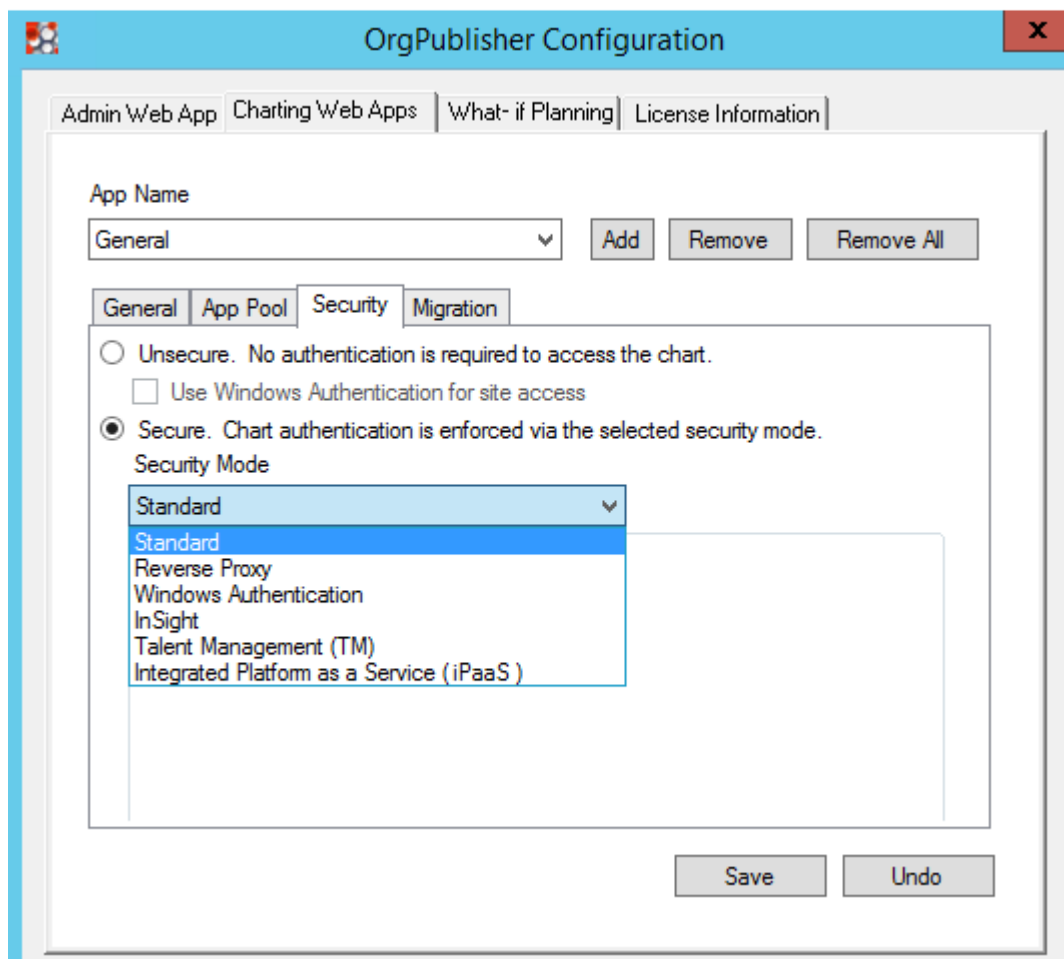 OrgPublisher Configuration
x
Admin Web App Charting Web Apps What- if Planning License Information
App Name
General Add Remove Remove All
General App Pool Security Migration
Unsecure. No authentication is required to access the chart.
Use Windows Authentication for site access
Secure. Chart authentication is enforced via the selected security mode.
Security Mode
Standard
Standard
Reverse Proxy
Windows Authentication
InSight
Talent Management (TM)
Integrated Platform as a Service ( iPaaS )
Save Undo